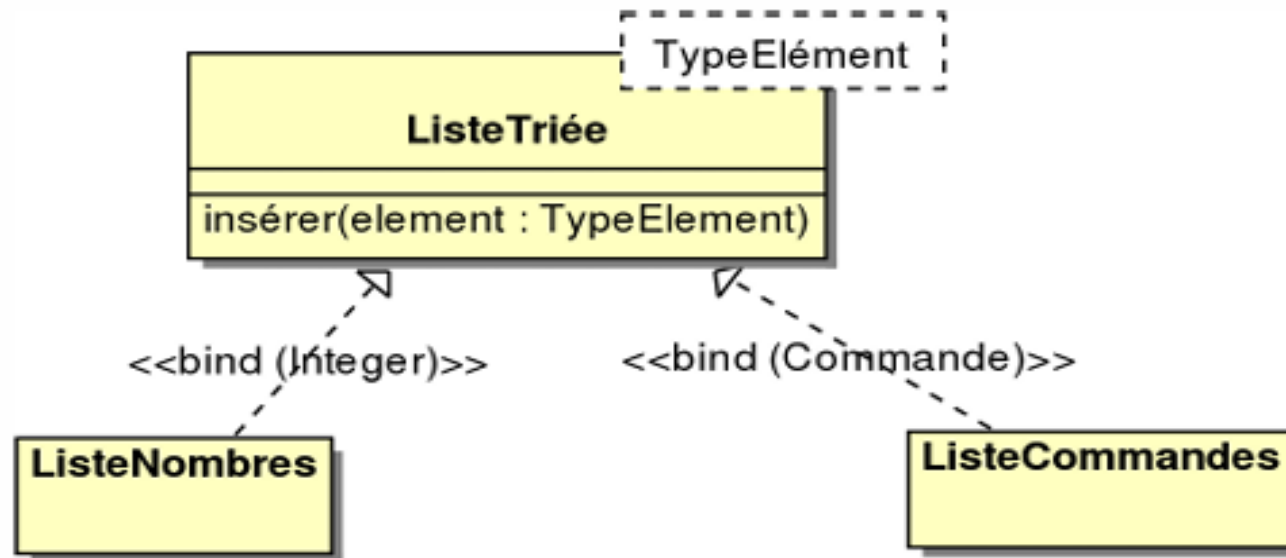 TypeElément
ListeTriée
insérer(element : TypeElement)
<<bind (Integer)>>
<<bind (Commande)>>
ListeNombres
ListeCommandes